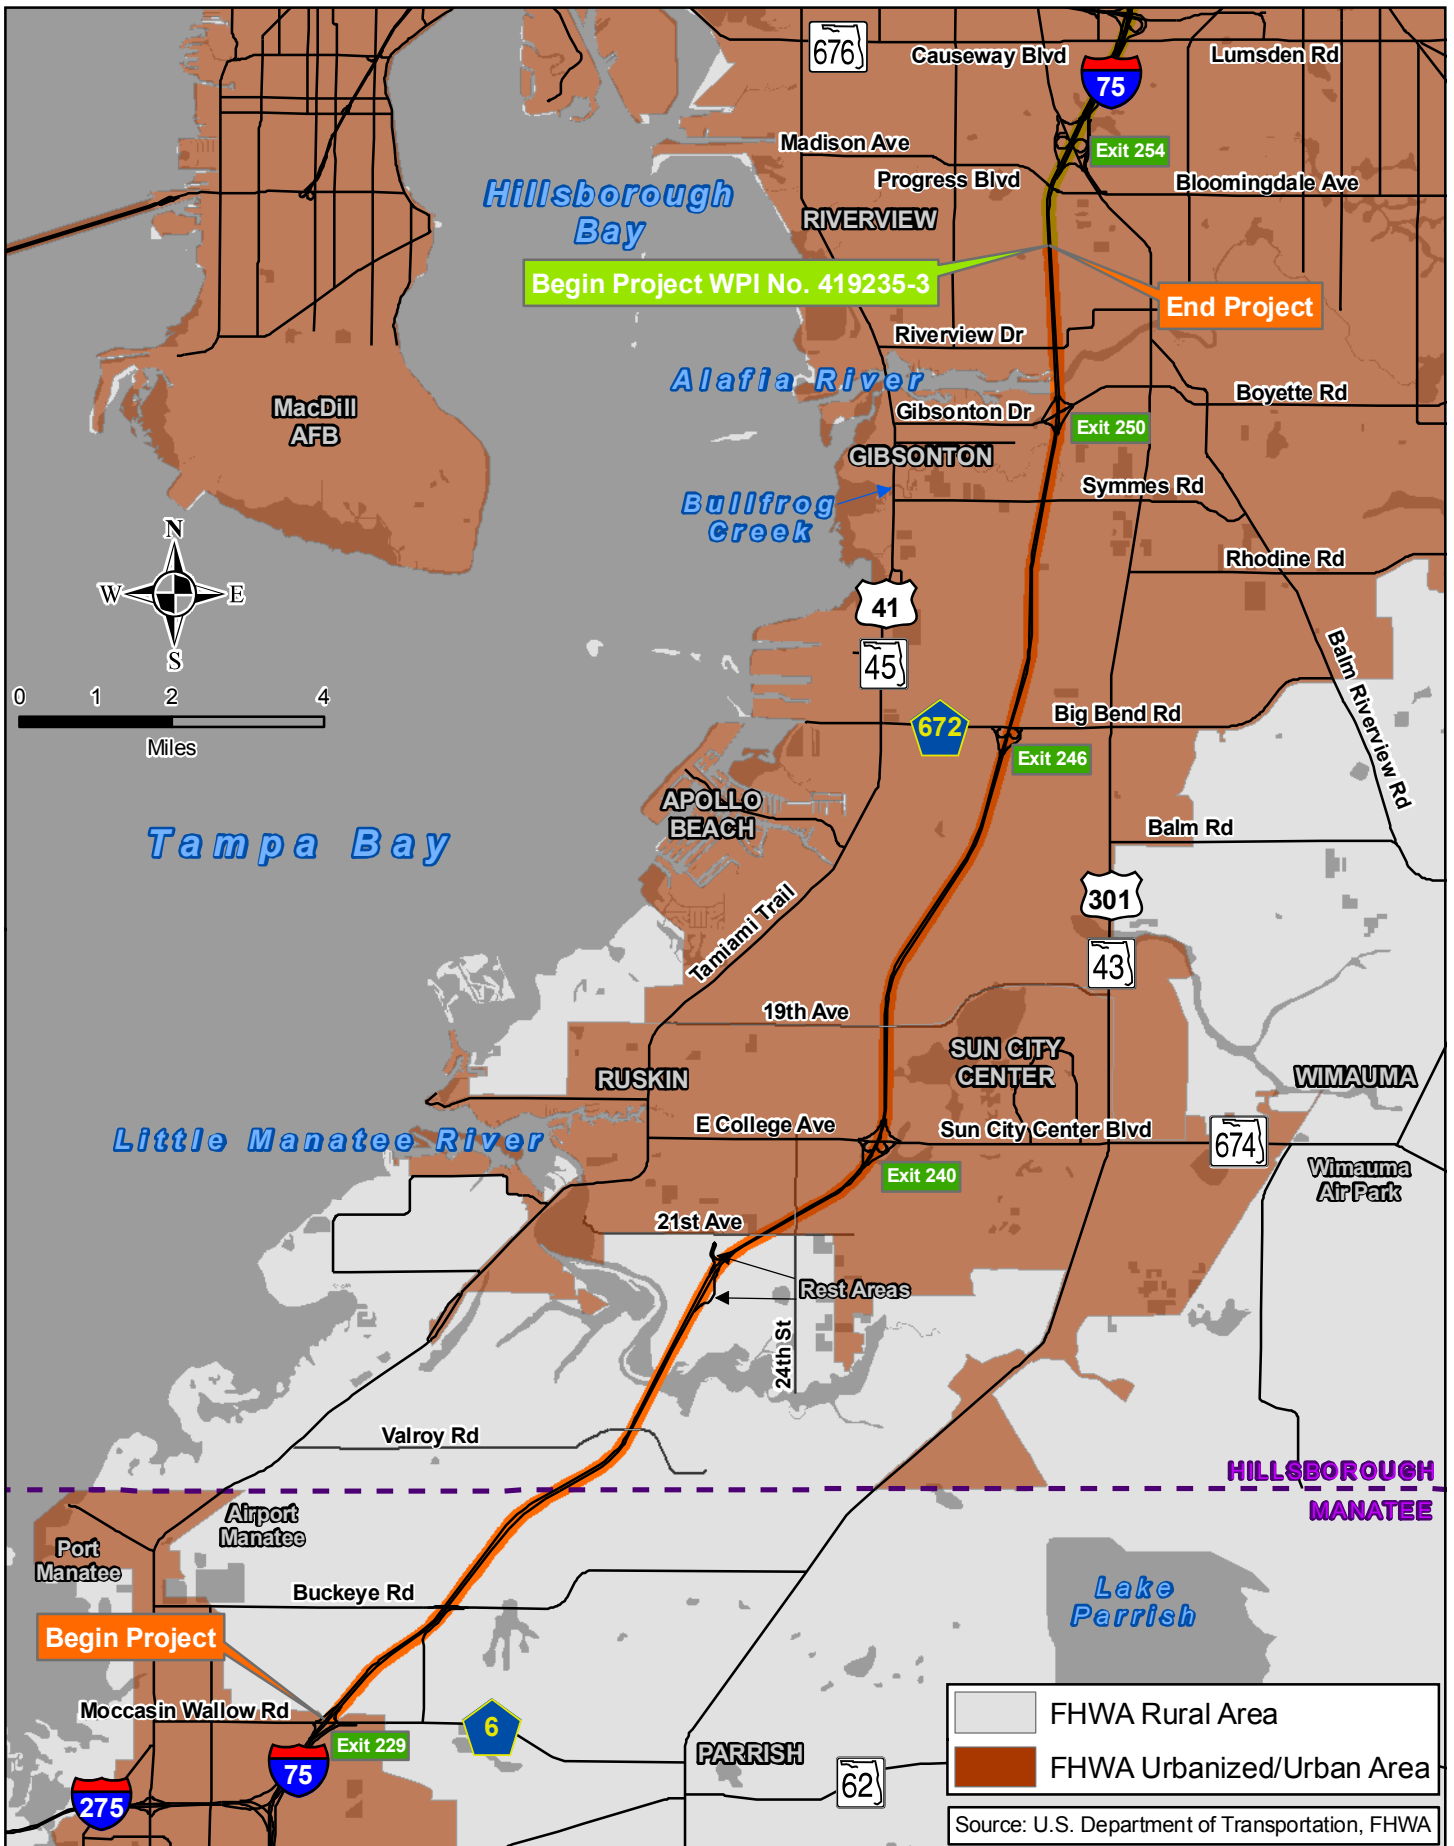 676
Causeway Blvd
Lumsden Rd
75
Madison Ave
Exit 254
Progress Blvd
Bloomingdale Ave
Hillsborough
Bay
RIVERVIEW
Begin Project WPI No. 419235-3
End Project
Riverview Dr
Alafia River
Boyette Rd
MacDill
AFB
Gibsonton Dr
Exit 250
GIBSONTON
Symmes Rd
Bullfrog
Creek
N
W
E
S
Rhodine Rd
41
45
Balm Riverview Rd
0 1 2 4
Miles
672
Big Bend Rd
Exit 246
APOLLO
BEACH
Tampa Bay
Balm Rd
301
Tamiami Trail
43
19th Ave
SUN CITY
CENTER
RUSKIN
WIMAUMA
Little Manatee River
E College Ave
Sun City Center Blvd
674
Exit 240
Wimauma
Air Park
21st Ave
Rest Areas
24th St
Valroy Rd
HILLSBOROUGH
MANATEE
Airport
Manatee
Port
Manatee
Buckeye Rd
Lake
Parrish
Begin Project
Moccasin Wallow Rd
6
Exit 229
75
PARRISH
62
275
FHWA Rural Area
FHWA Urbanized/Urban Area
Source: U.S. Department of Transportation, FHWA